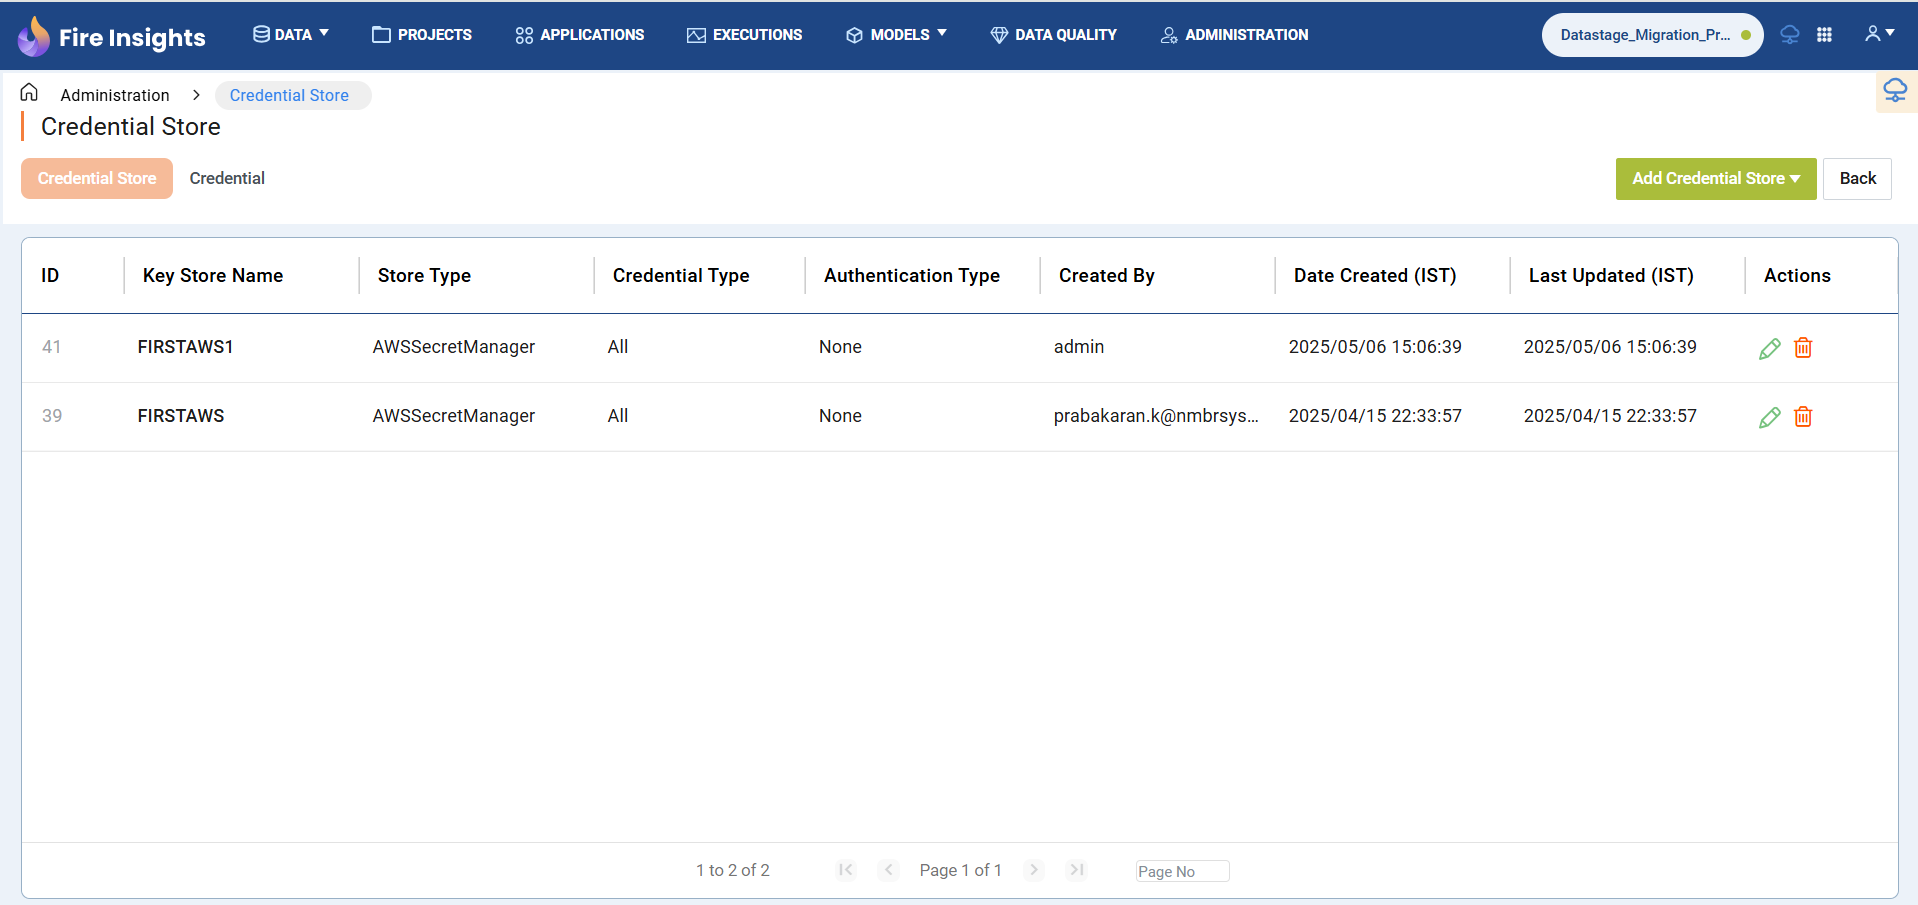 Fire Insights DATA PROJECTS APPLICATIONS EXECUTIONS MODELS DATA QUALITY ADMINISTRATION Datastage_Migration_Pr...
Administration > Credential Store
Credential Store
Credential Store Credential Add Credential Store Back
ID Key Store Name Store Type Credential Type Authentication Type Created By Date Created (IST) Last Updated (IST) Actions
41 FIRSTAWS1 AWSSecretManager All None admin 2025/05/06 15:06:39 2025/05/06 15:06:39
39 FIRSTAWS AWSSecretManager All None prabakaran.k@nmbrsys... 2025/04/15 22:33:57 2025/04/15 22:33:57
1 to 2 of 2 Page 1 of 1 Page No